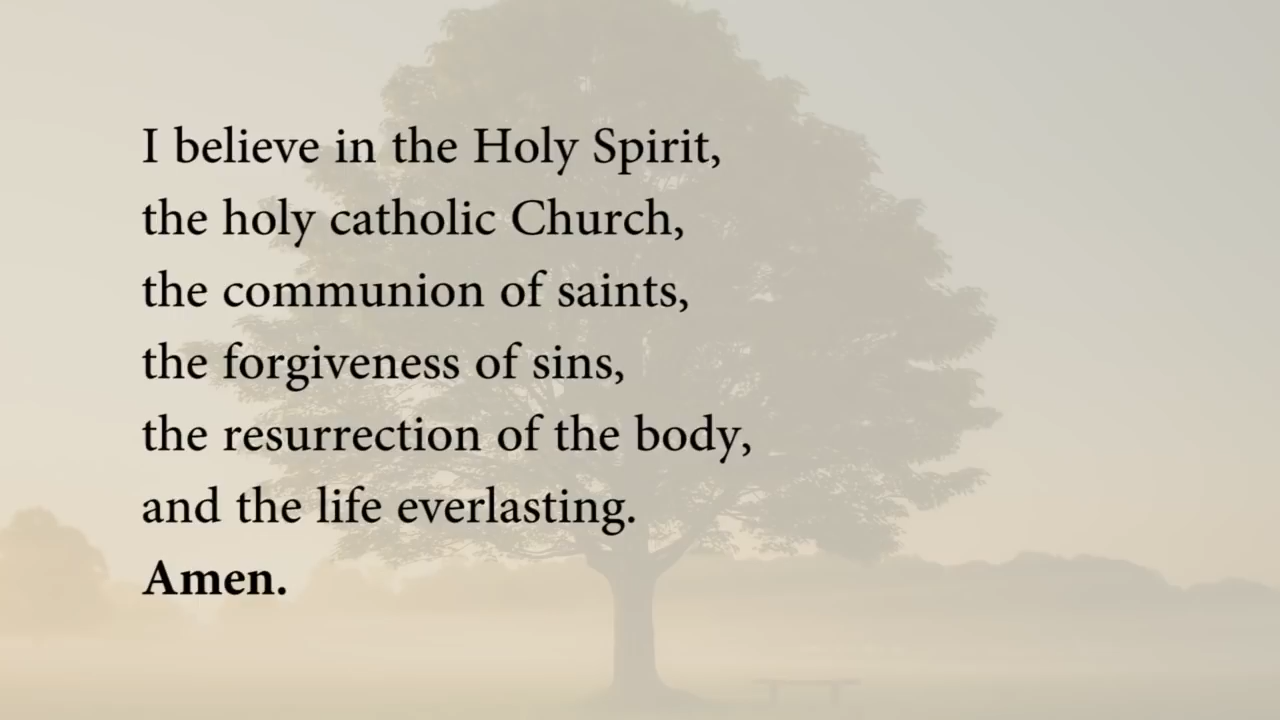 I believe in the Holy Spirit,
the holy catholic Church,
the communion of saints,
the forgiveness of sins,
the resurrection of the body,
and the life everlasting.
Amen.